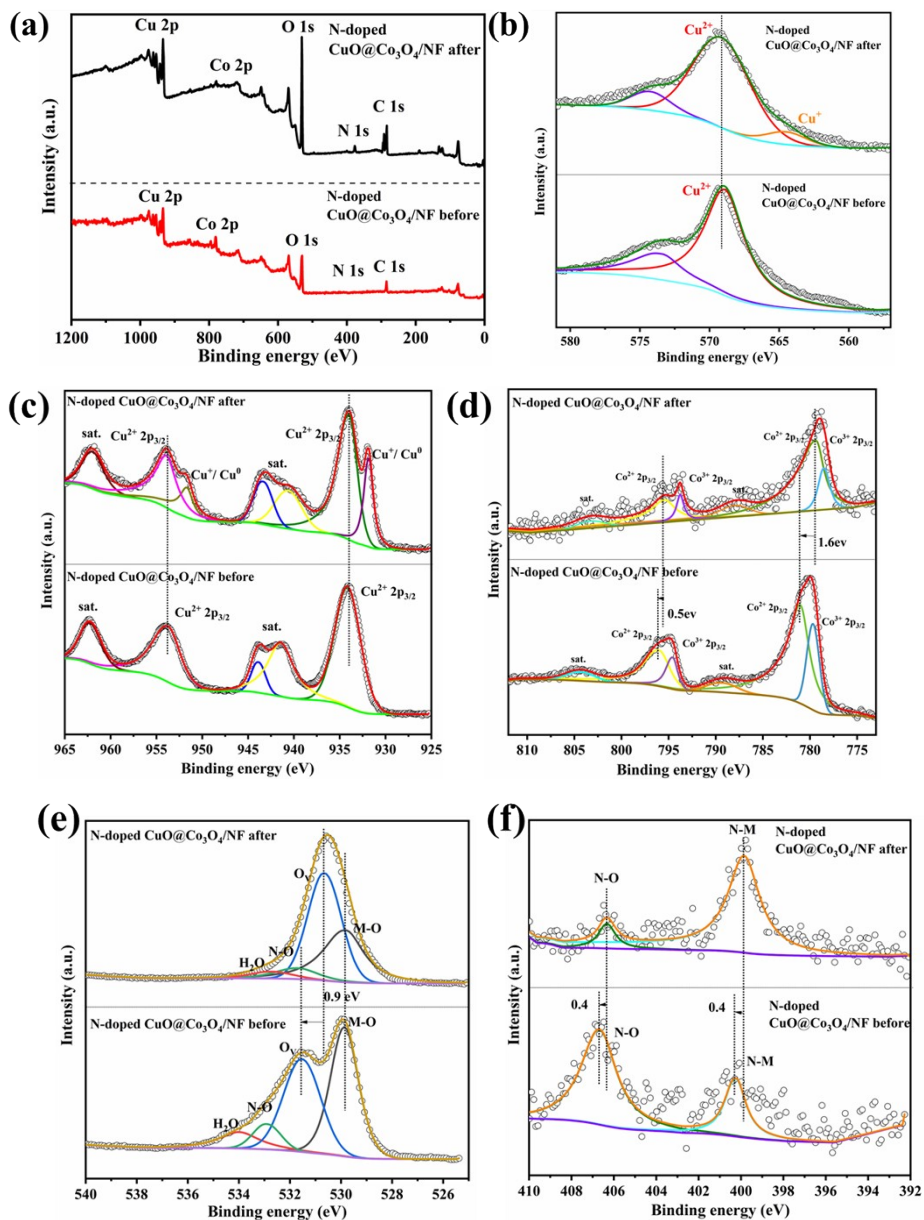 (a)
Cu 2p
O 1s
N-doped
CuO@Co₃O₄/NF after
Co 2p
C 1s
N 1s
Cu 2p
N-doped
CuO@Co₃O₄/NF before
Co 2p
O 1s
N 1s
C 1s
Intensity (a.u.)
1200 1000 800 600 400 200 0
Binding energy (eV)
(b)
Cu²⁺
N-doped
CuO@Co₃O₄/NF after
Cu⁺
Cu²⁺
N-doped
CuO@Co₃O₄/NF before
Intensity (a.u.)
580 575 570 565 560
Binding energy (eV)
(c)
N-doped CuO@Co₃O₄/NF after
sat.
Cu²⁺ 2p₃/₂
Cu⁺/ Cu⁰
sat.
Cu²⁺ 2p₃/₂
Cu⁺/ Cu⁰
N-doped CuO@Co₃O₄/NF before
sat.
Cu²⁺ 2p₃/₂
sat.
Cu²⁺ 2p₃/₂
Intensity (a.u.)
965 960 955 950 945 940 935 930 925
Binding energy (eV)
(d)
N-doped CuO@Co₃O₄/NF after
sat.
Co²⁺ 2p₃/₂
Co³⁺ 2p₃/₂
sat.
Co²⁺ 2p₃/₂
Co³⁺ 2p₃/₂
1.6ev
N-doped CuO@Co₃O₄/NF before
0.5ev
sat.
Co²⁺ 2p₃/₂
Co³⁺ 2p₃/₂
sat.
Co²⁺ 2p₃/₂
Co³⁺ 2p₃/₂
Intensity (a.u.)
810 805 800 795 790 785 780 775
Binding energy (eV)
(e)
N-doped CuO@Co₃O₄/NF after
Oᵥ
M-O
N-O
H₂O
0.9 eV
N-doped CuO@Co₃O₄/NF before
M-O
Oᵥ
N-O
H₂O
Intensity (a.u.)
540 538 536 534 532 530 528 526
Binding energy (eV)
(f)
N-M
N-doped
CuO@Co₃O₄/NF after
N-O
0.4
N-O
0.4
N-M
N-doped
CuO@Co₃O₄/NF before
Intensity (a.u.)
410 408 406 404 402 400 398 396 394 392
Binding energy (eV)